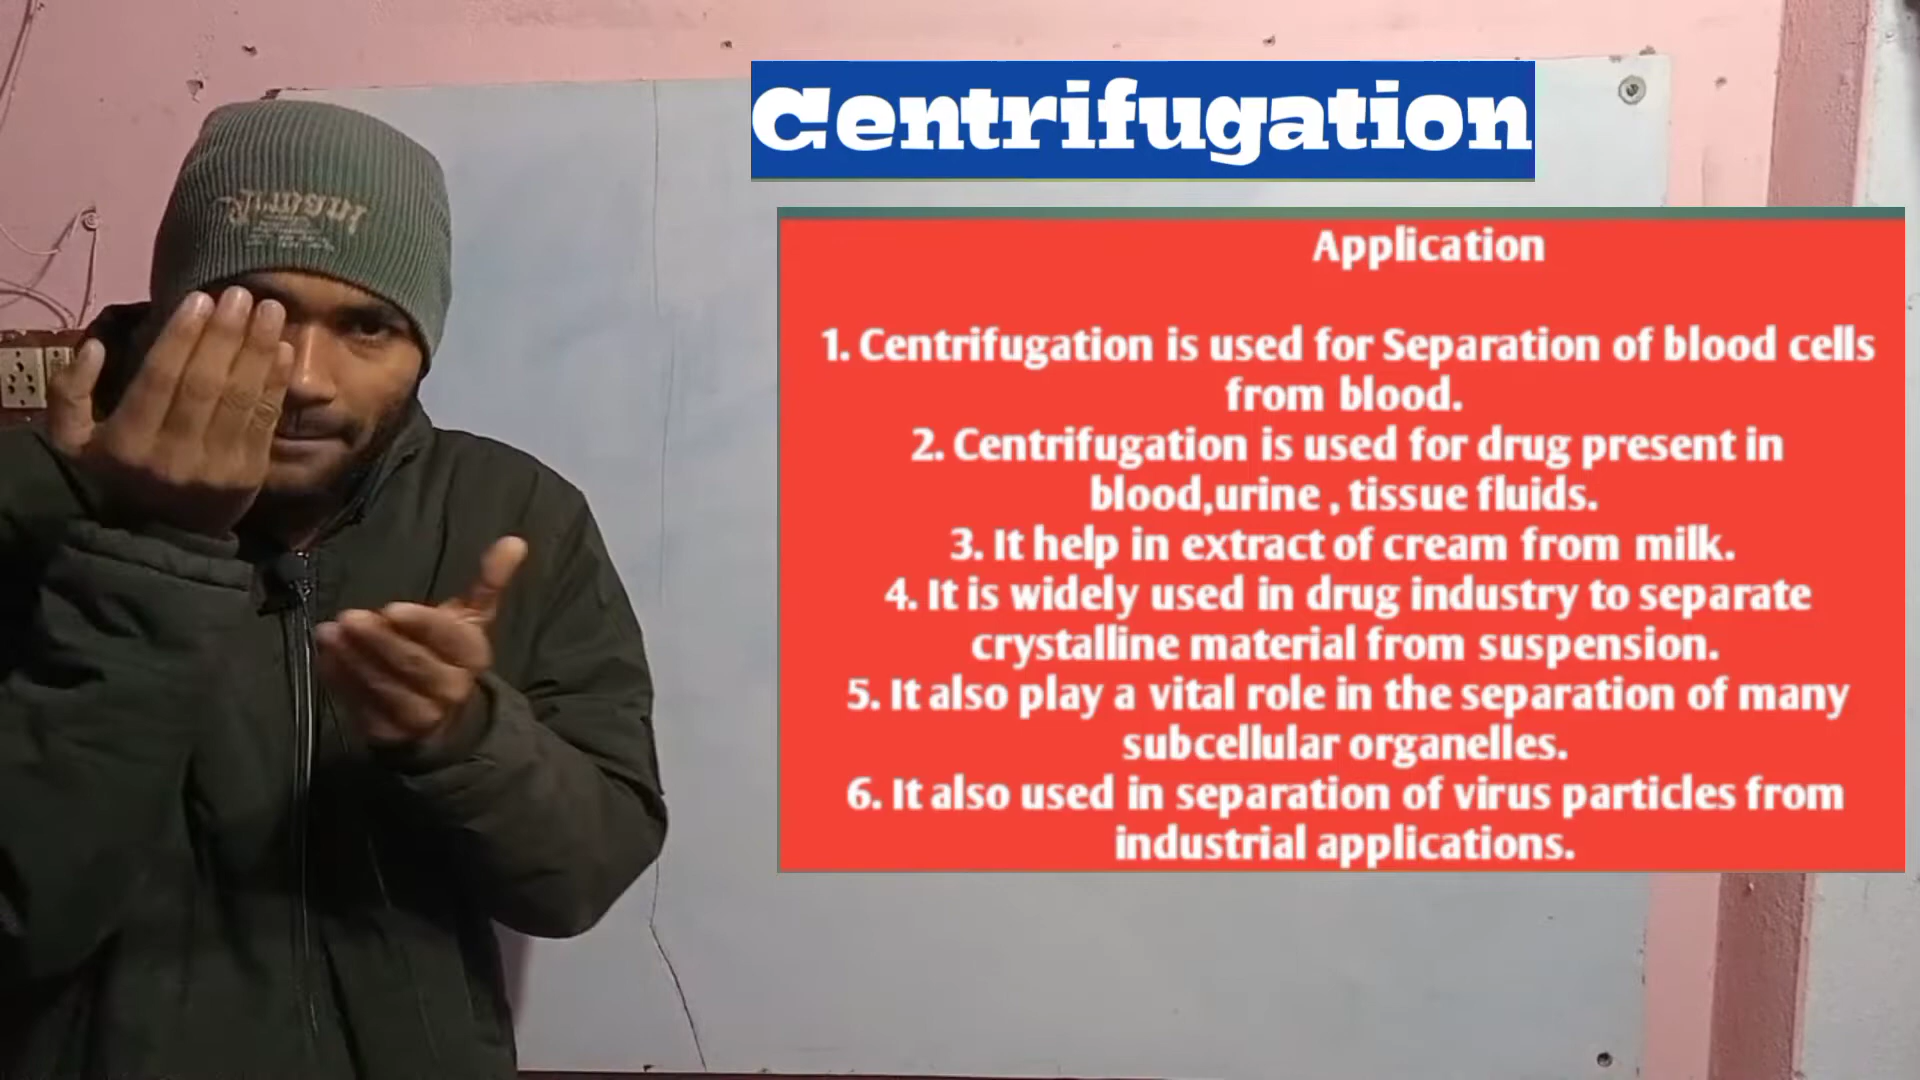 Centrifugation
Armani
Application
1. Centrifugation is used for Separation of blood cells
from blood.
2. Centrifugation is used for drug present in
blood,urine , tissue fluids.
3. It help in extract of cream from milk.
4. It is widely used in drug industry to separate
crystalline material from suspension.
5. It also play a vital role in the separation of many
subcellular organelles.
6. It also used in separation of virus particles from
industrial applications.